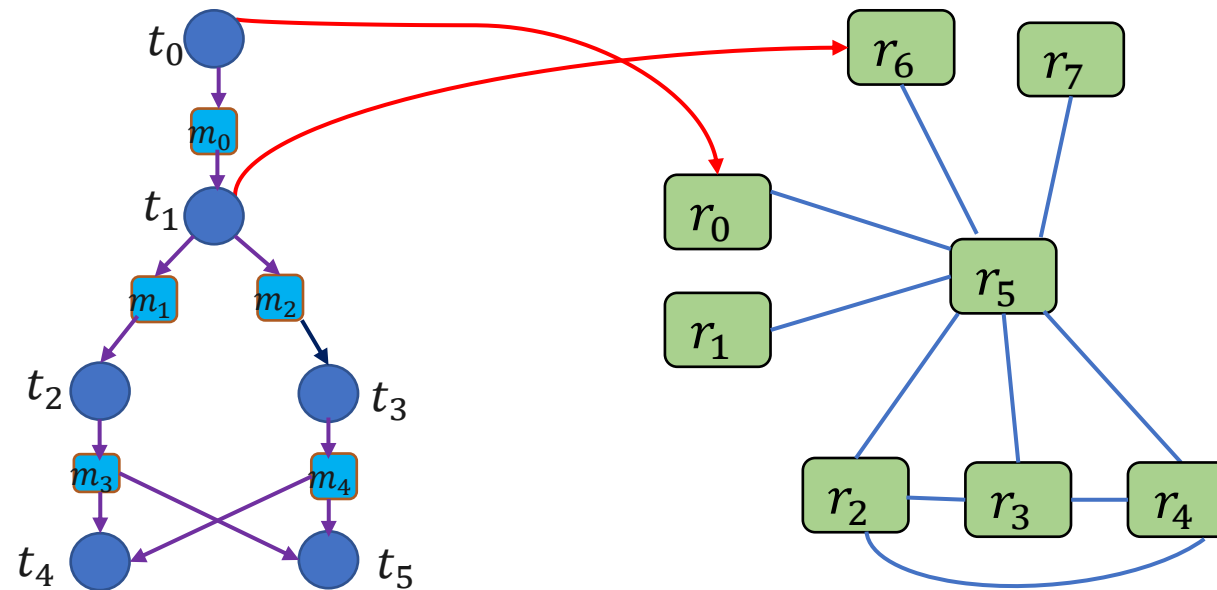 t₀
m₀
t₁
m₁
m₂
t₂
t₃
m₃
m₄
t₄
t₅
r₆
r₇
r₀
r₅
r₁
r₂
r₃
r₄